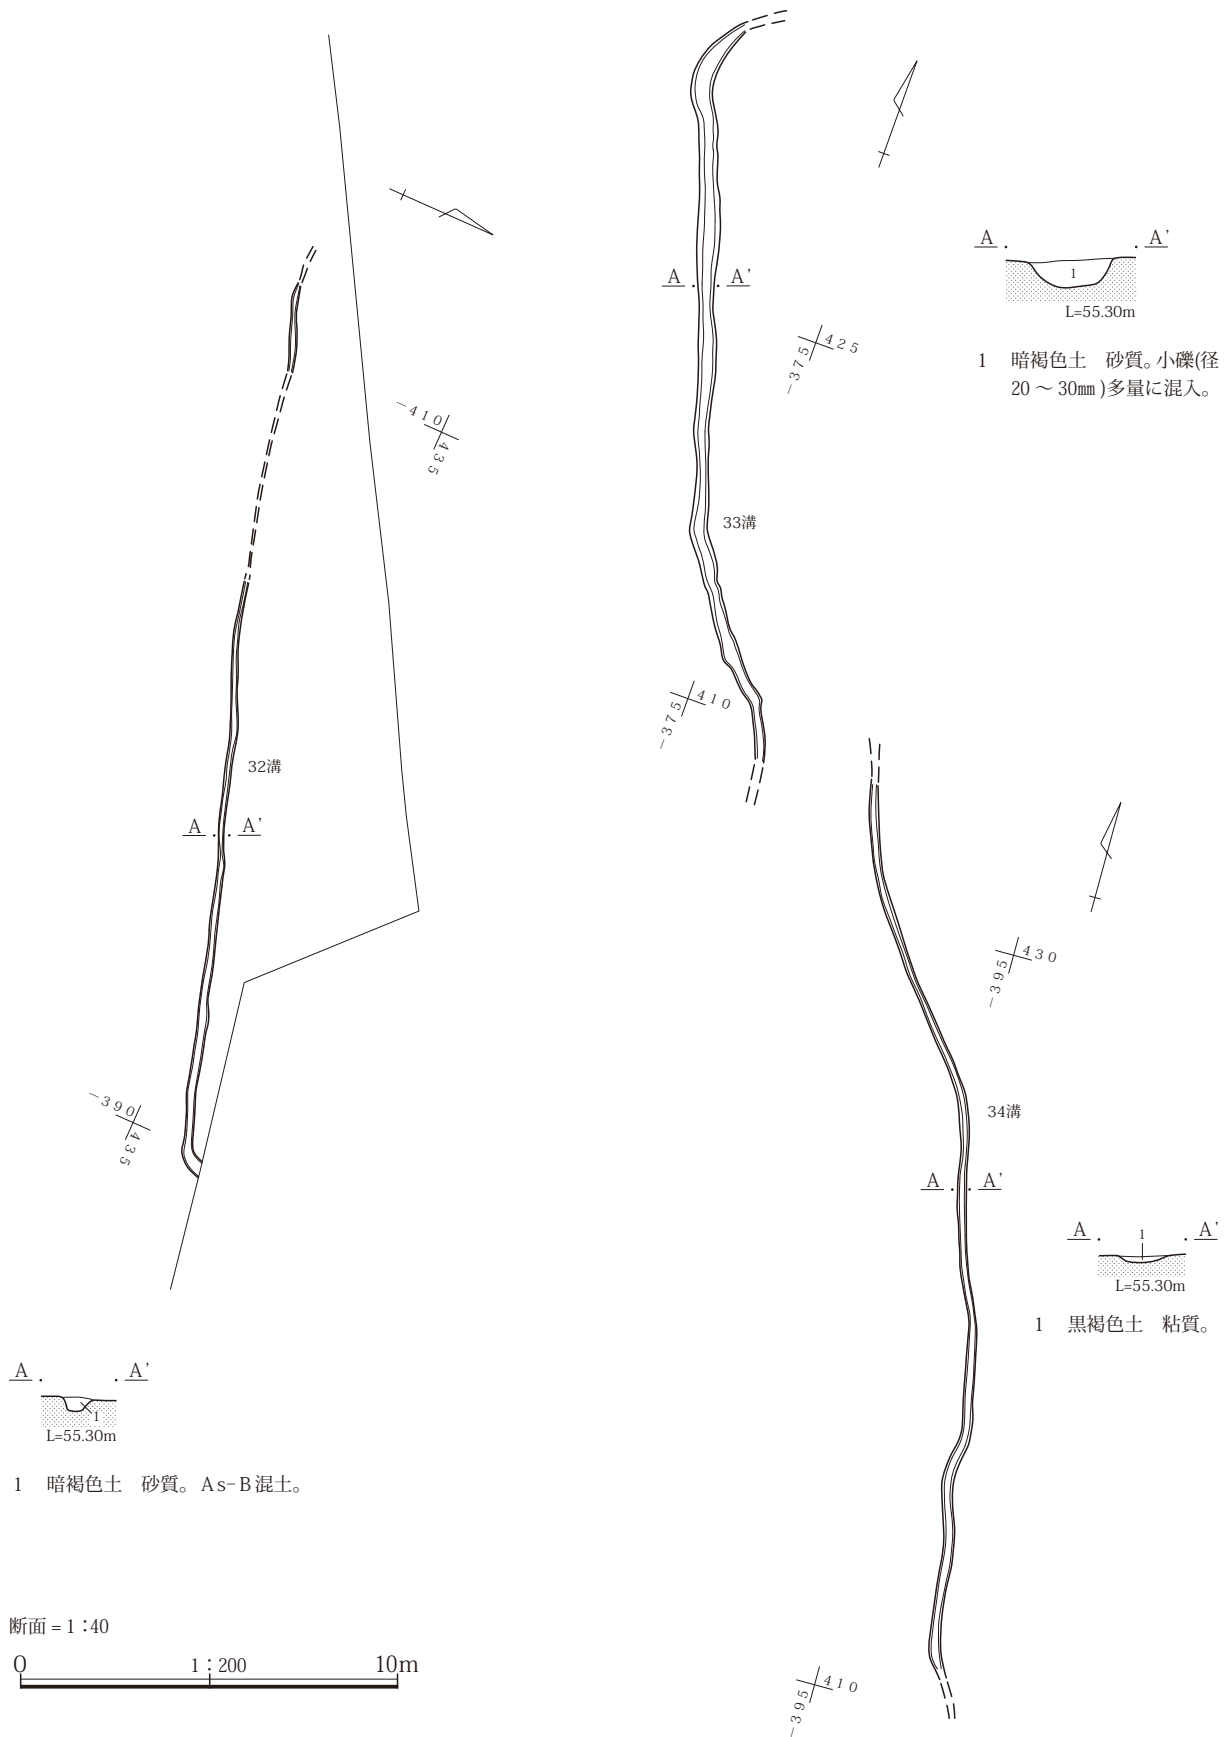 －410
435
32溝
A A'
－390
435
A A'
1
L=55.30m
1 暗褐色土 砂質。As-B混土。
断面＝1：40
0 1：200 10m
A A'
－375
425
33溝
－375
410
A A'
1
L=55.30m
1 暗褐色土 砂質。小礫(径
20～30㎜)多量に混入。
－395
430
34溝
A A'
A 1 A'
L=55.30m
1 黒褐色土 粘質。
－395
410